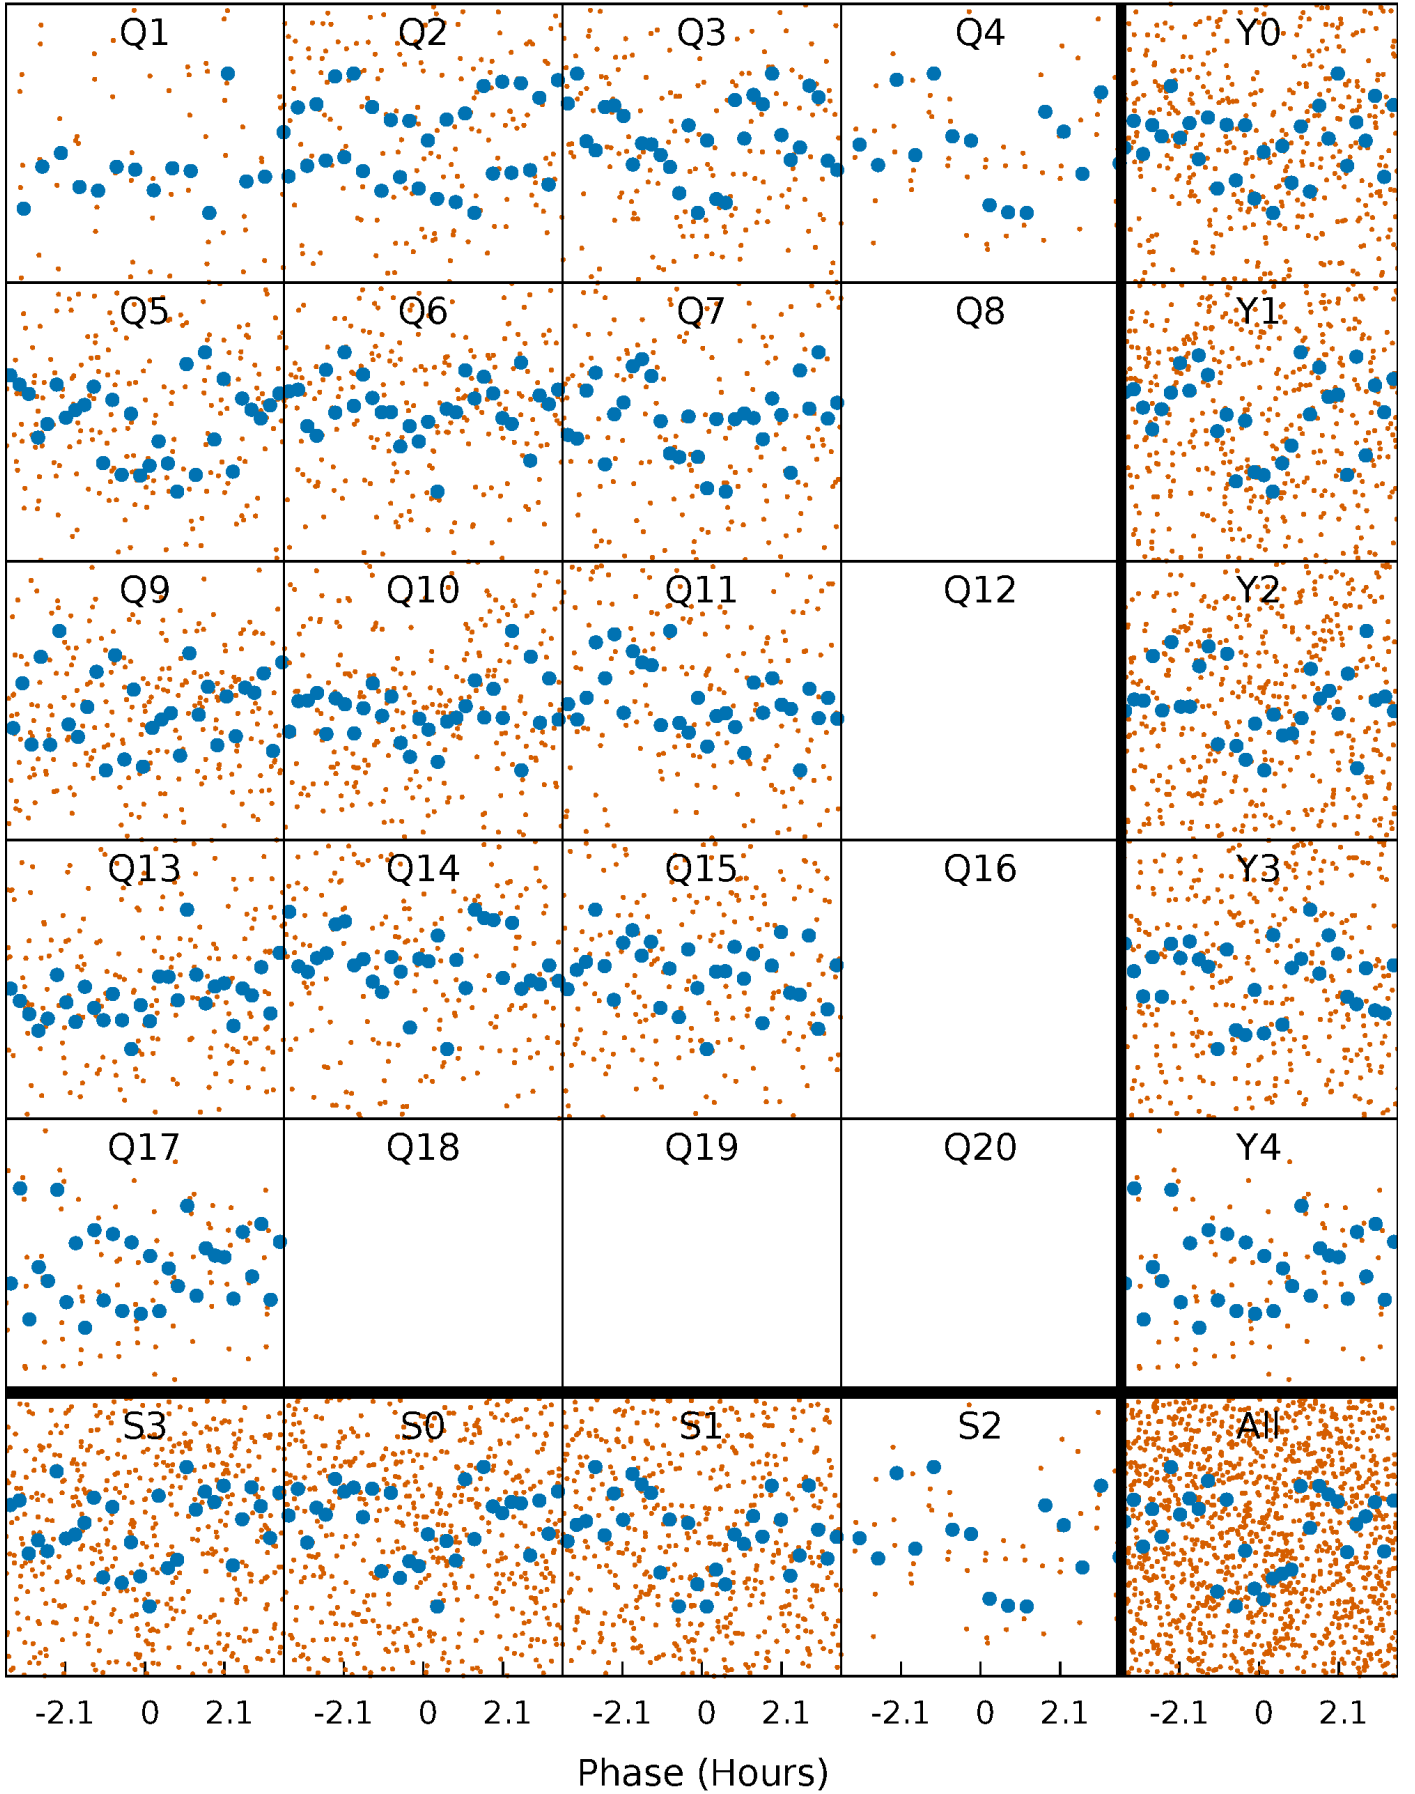 Q1 Q2 Q3 Q4 Y0
Q5 Q6 Q7 Q8 Y1
Q9 Q10 Q11 Q12 Y2
Q13 Q14 Q15 Q16 Y3
Q17 Q18 Q19 Q20 Y4
S3 S0 S1 S2 All
-2.1 0 2.1 -2.1 0 2.1 -2.1 0 2.1 -2.1 0 2.1 -2.1 0 2.1
Phase (Hours)